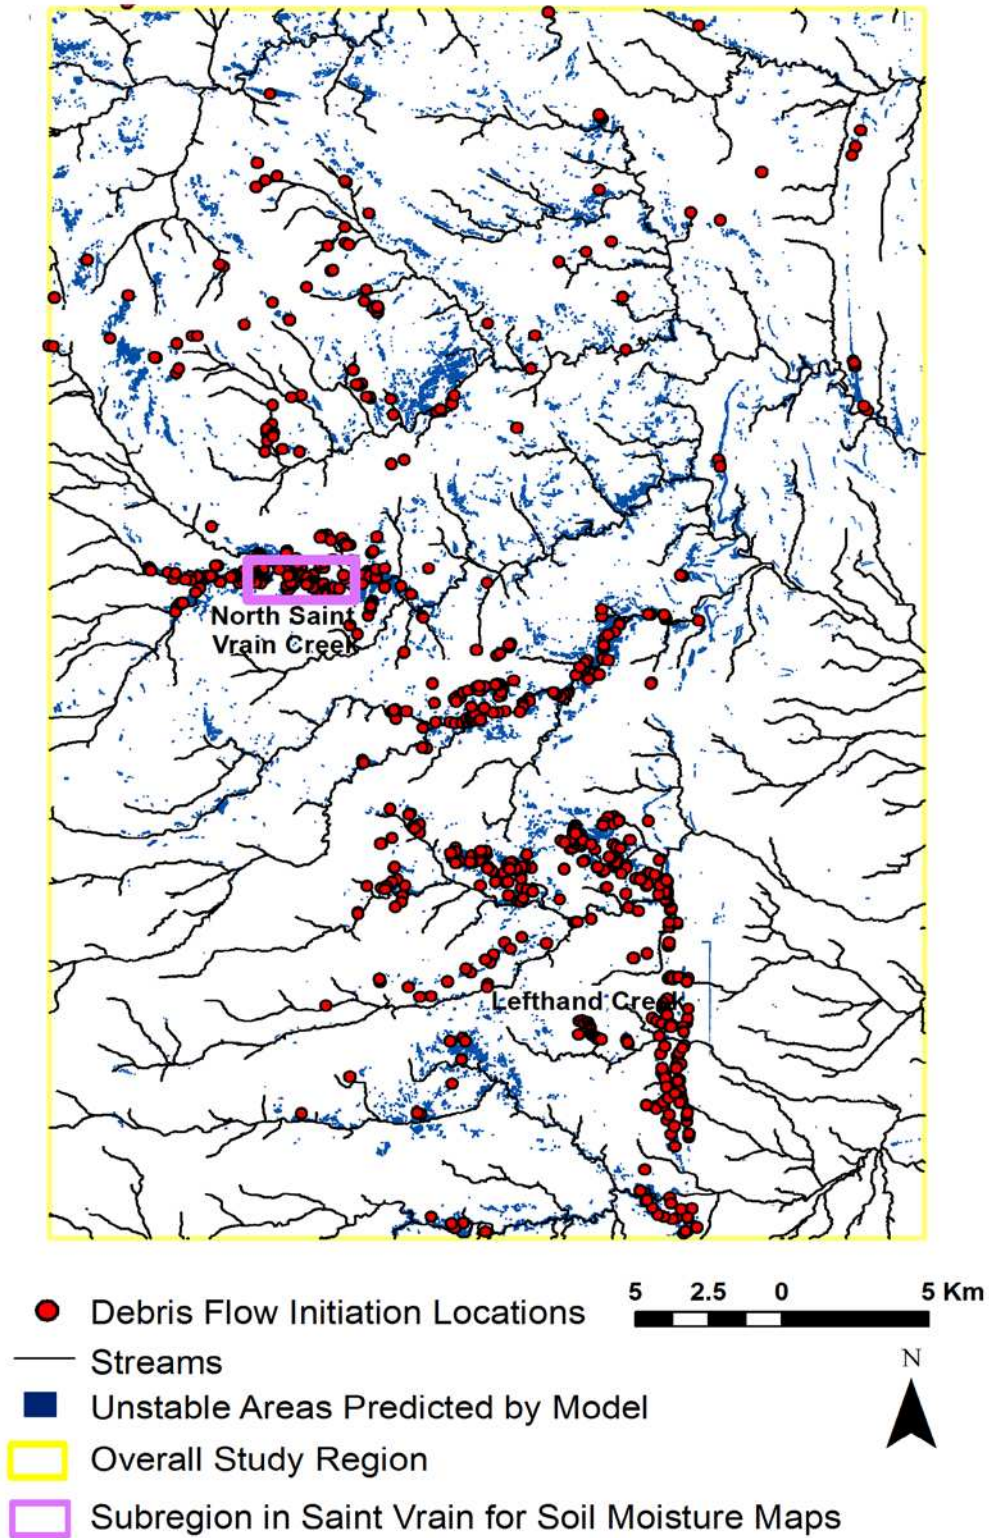 North Saint
Vrain Creek
Lefthand Creek
5 2.5 0 5 Km
Debris Flow Initiation Locations
Streams
N
Unstable Areas Predicted by Model
Overall Study Region
Subregion in Saint Vrain for Soil Moisture Maps